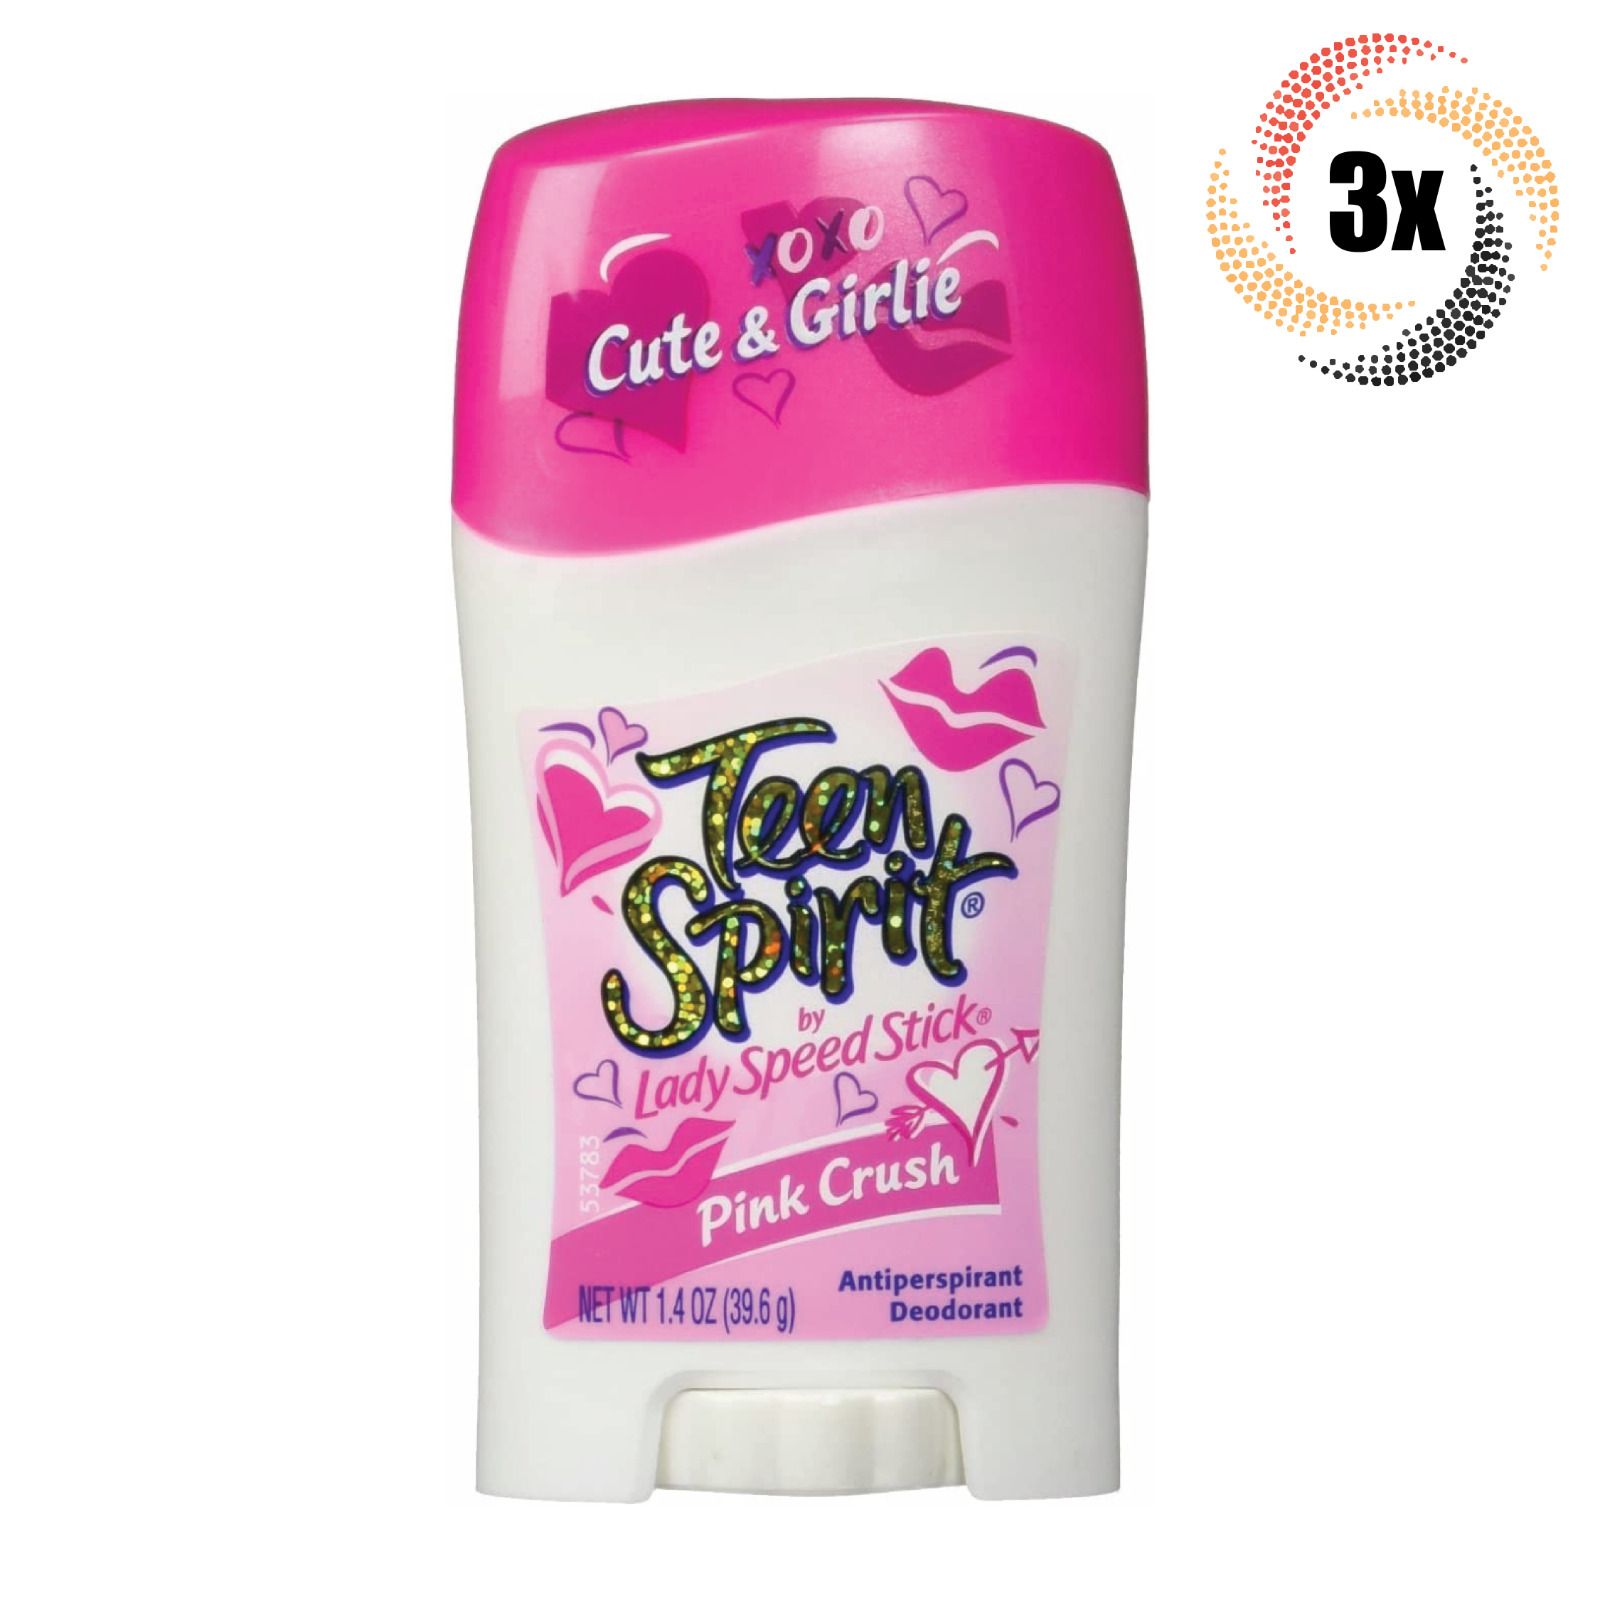 3x
XOXO
Cute & Girlie
Teen
Spirit®
by
Lady Speed Stick®
53783
Pink Crush
NET WT 1.4 OZ (39.6 g)
Antiperspirant
Deodorant